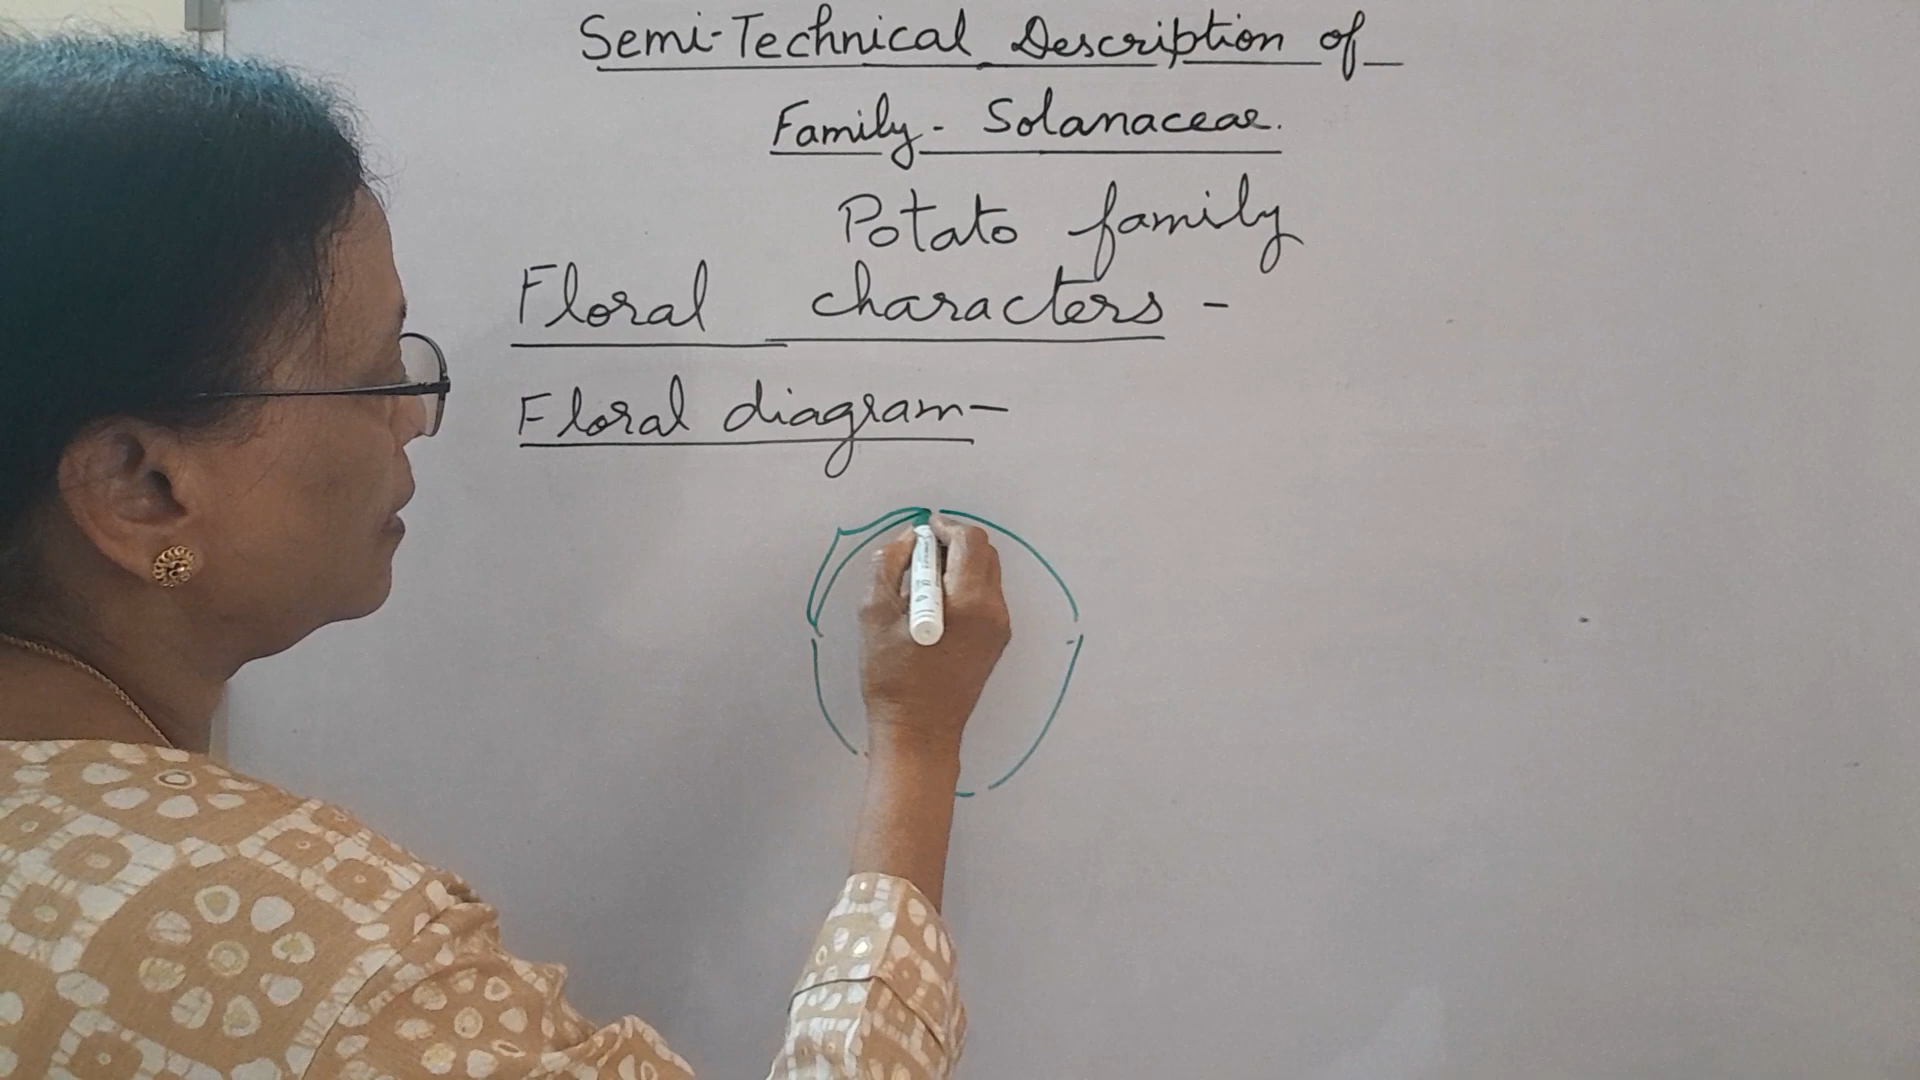 Semi-Technical Description of
Family - Solanaceae.
Potato family
Floral characters -
Floral diagram -